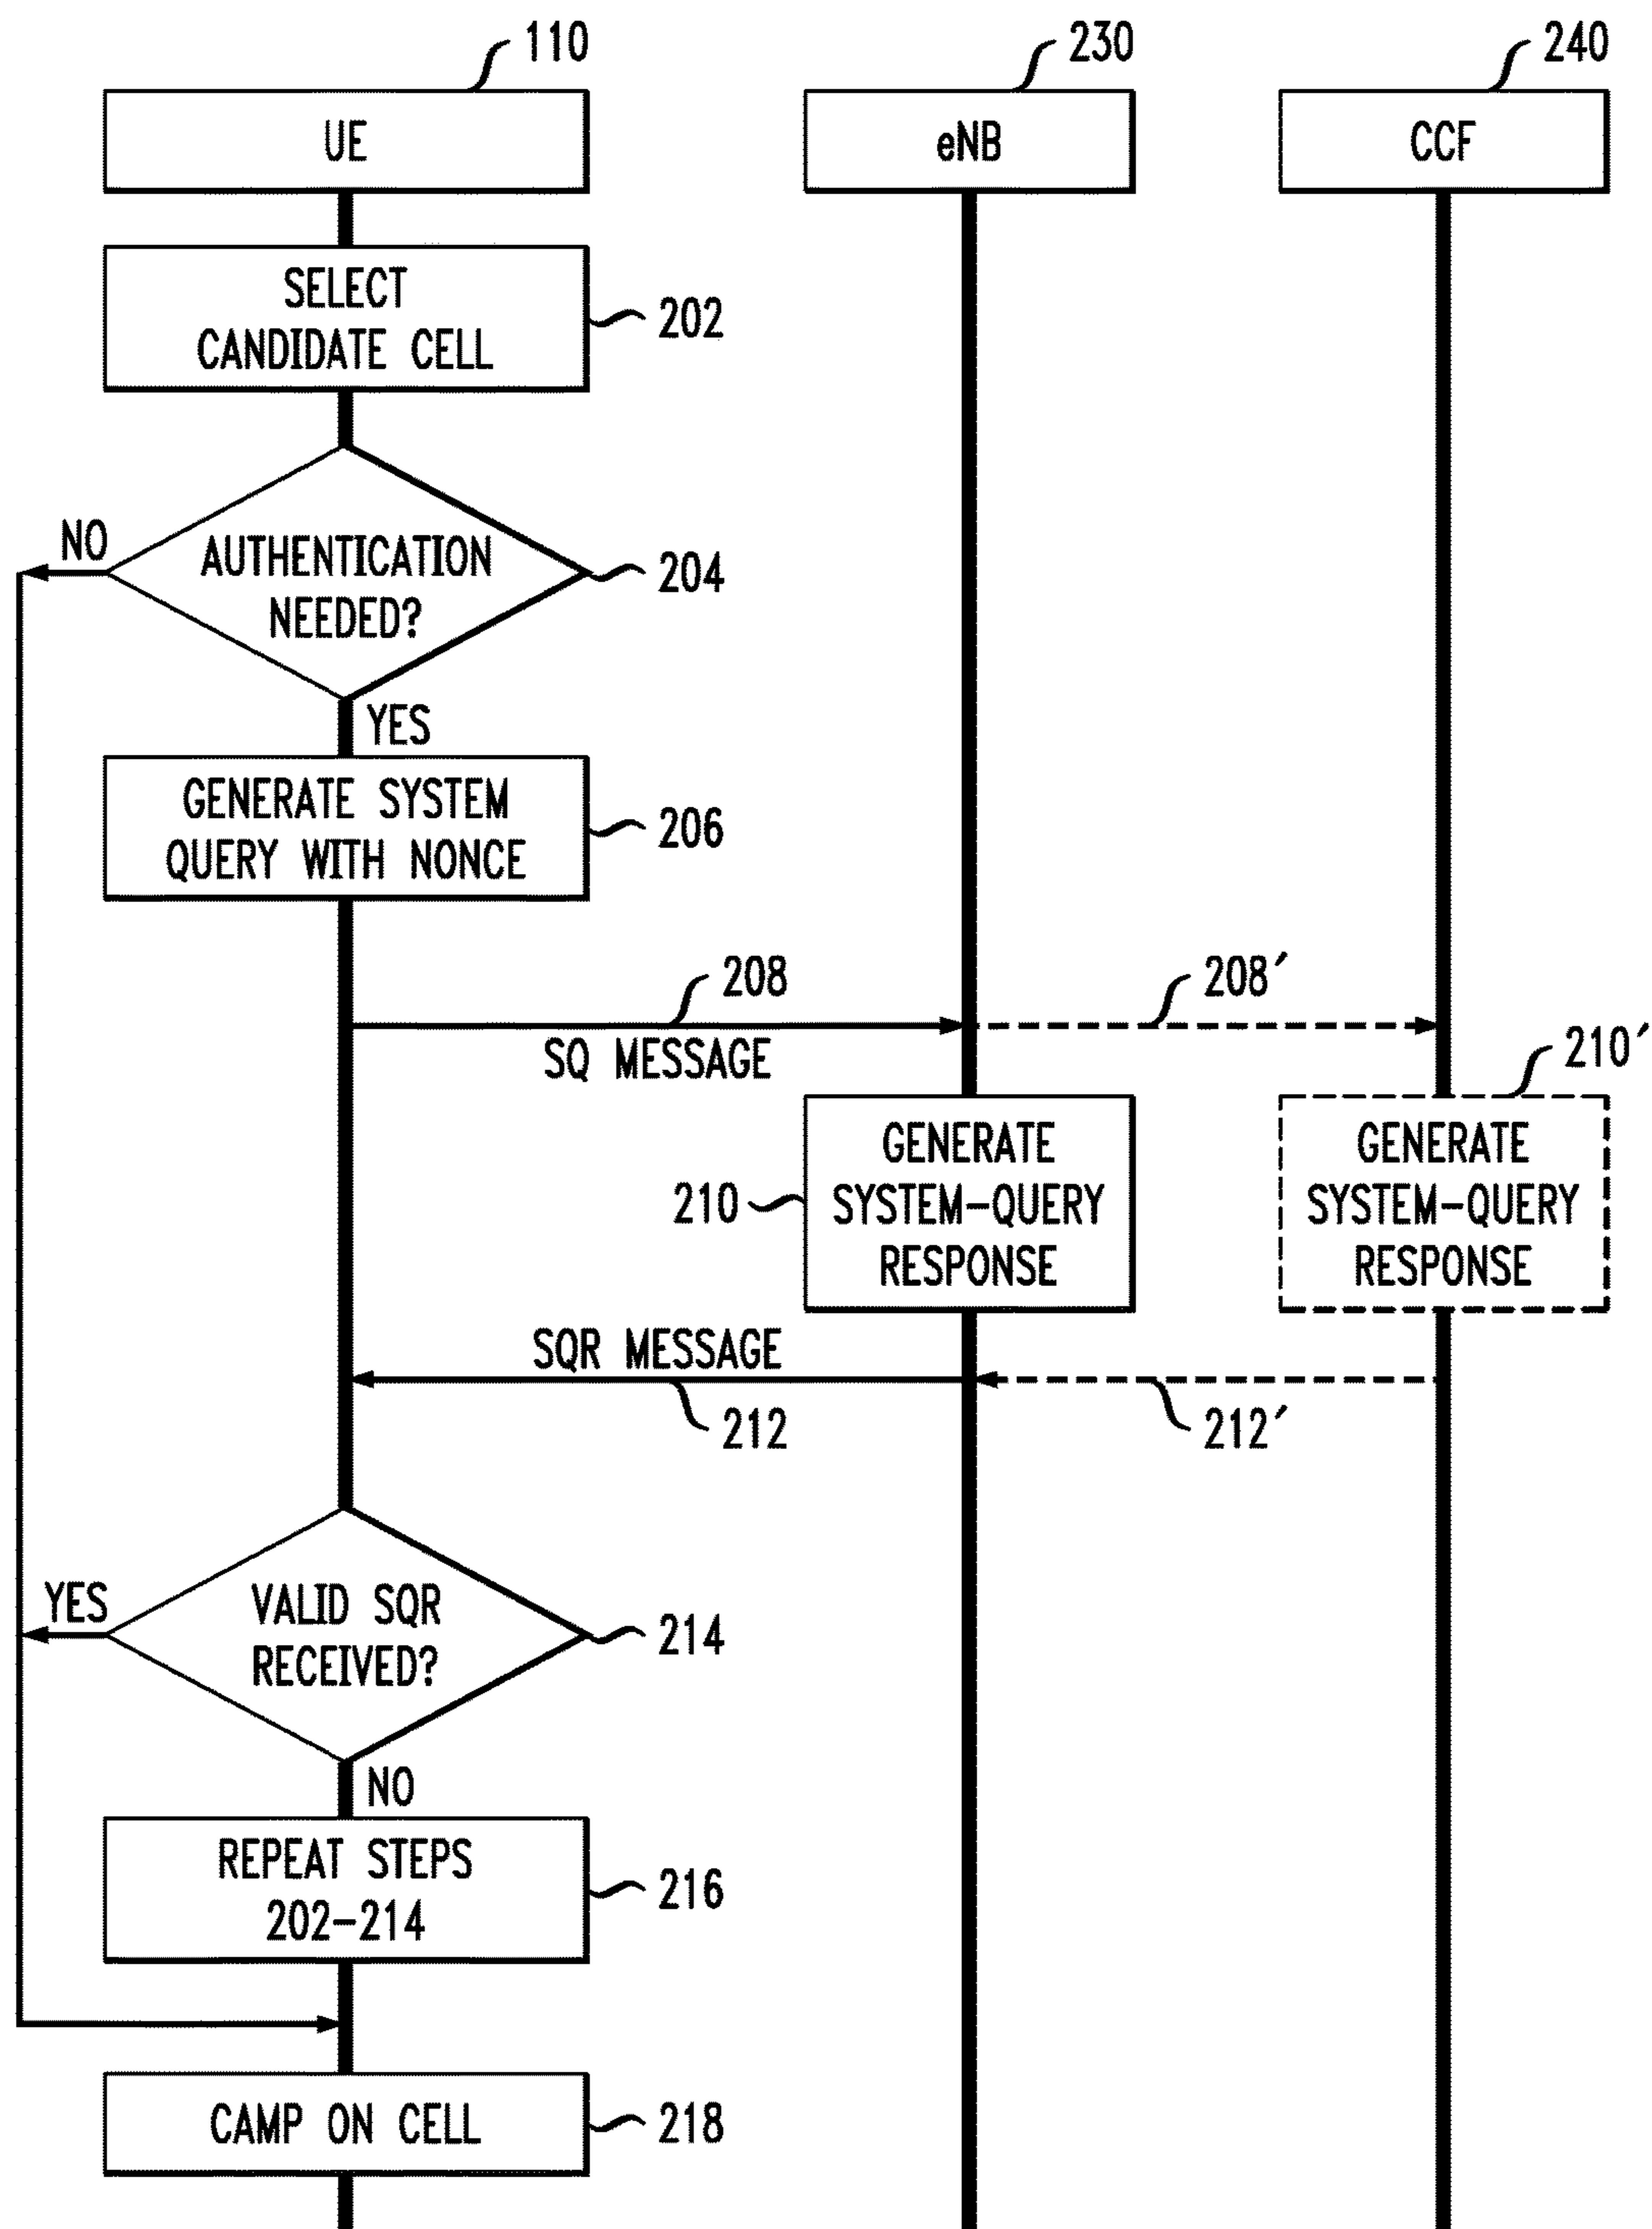 110
230
240
UE
eNB
CCF
SELECT
CANDIDATE CELL
202
NO
AUTHENTICATION
NEEDED?
204
YES
GENERATE SYSTEM
QUERY WITH NONCE
206
208
208′
SQ MESSAGE
210′
GENERATE
SYSTEM-QUERY
RESPONSE
210
GENERATE
SYSTEM-QUERY
RESPONSE
SQR MESSAGE
212
212′
YES
VALID SQR
RECEIVED?
214
NO
REPEAT STEPS
202-214
216
CAMP ON CELL
218